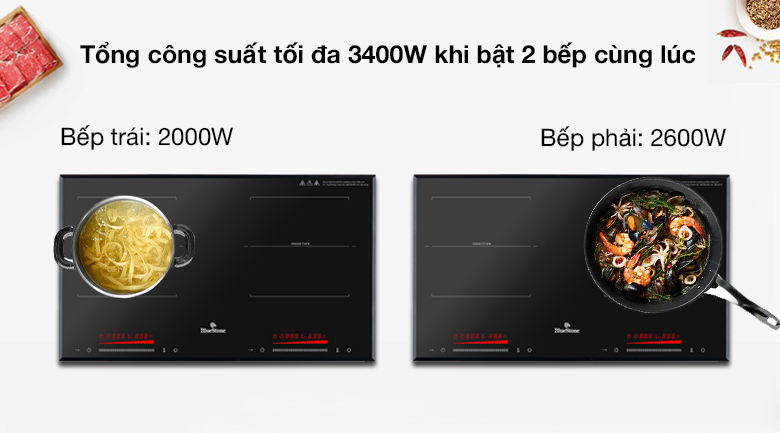 Tổng công suất tối đa 3400W khi bật 2 bếp cùng lúc
Bếp trái: 2000W
Bếp phải: 2600W
BlueStone
BlueStone